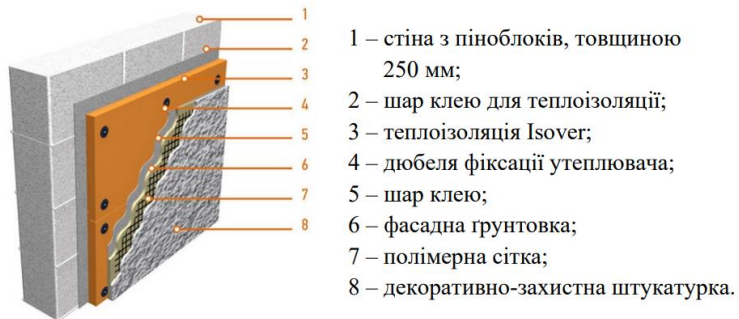 1
2
3
4
5
6
7
8
1 – стіна з піноблоків, товщиною
250 мм;
2 – шар клею для теплоізоляції;
3 – теплоізоляція Isover;
4 – дюбеля фіксації утеплювача;
5 – шар клею;
6 – фасадна ґрунтовка;
7 – полімерна сітка;
8 – декоративно-захистна штукатурка.